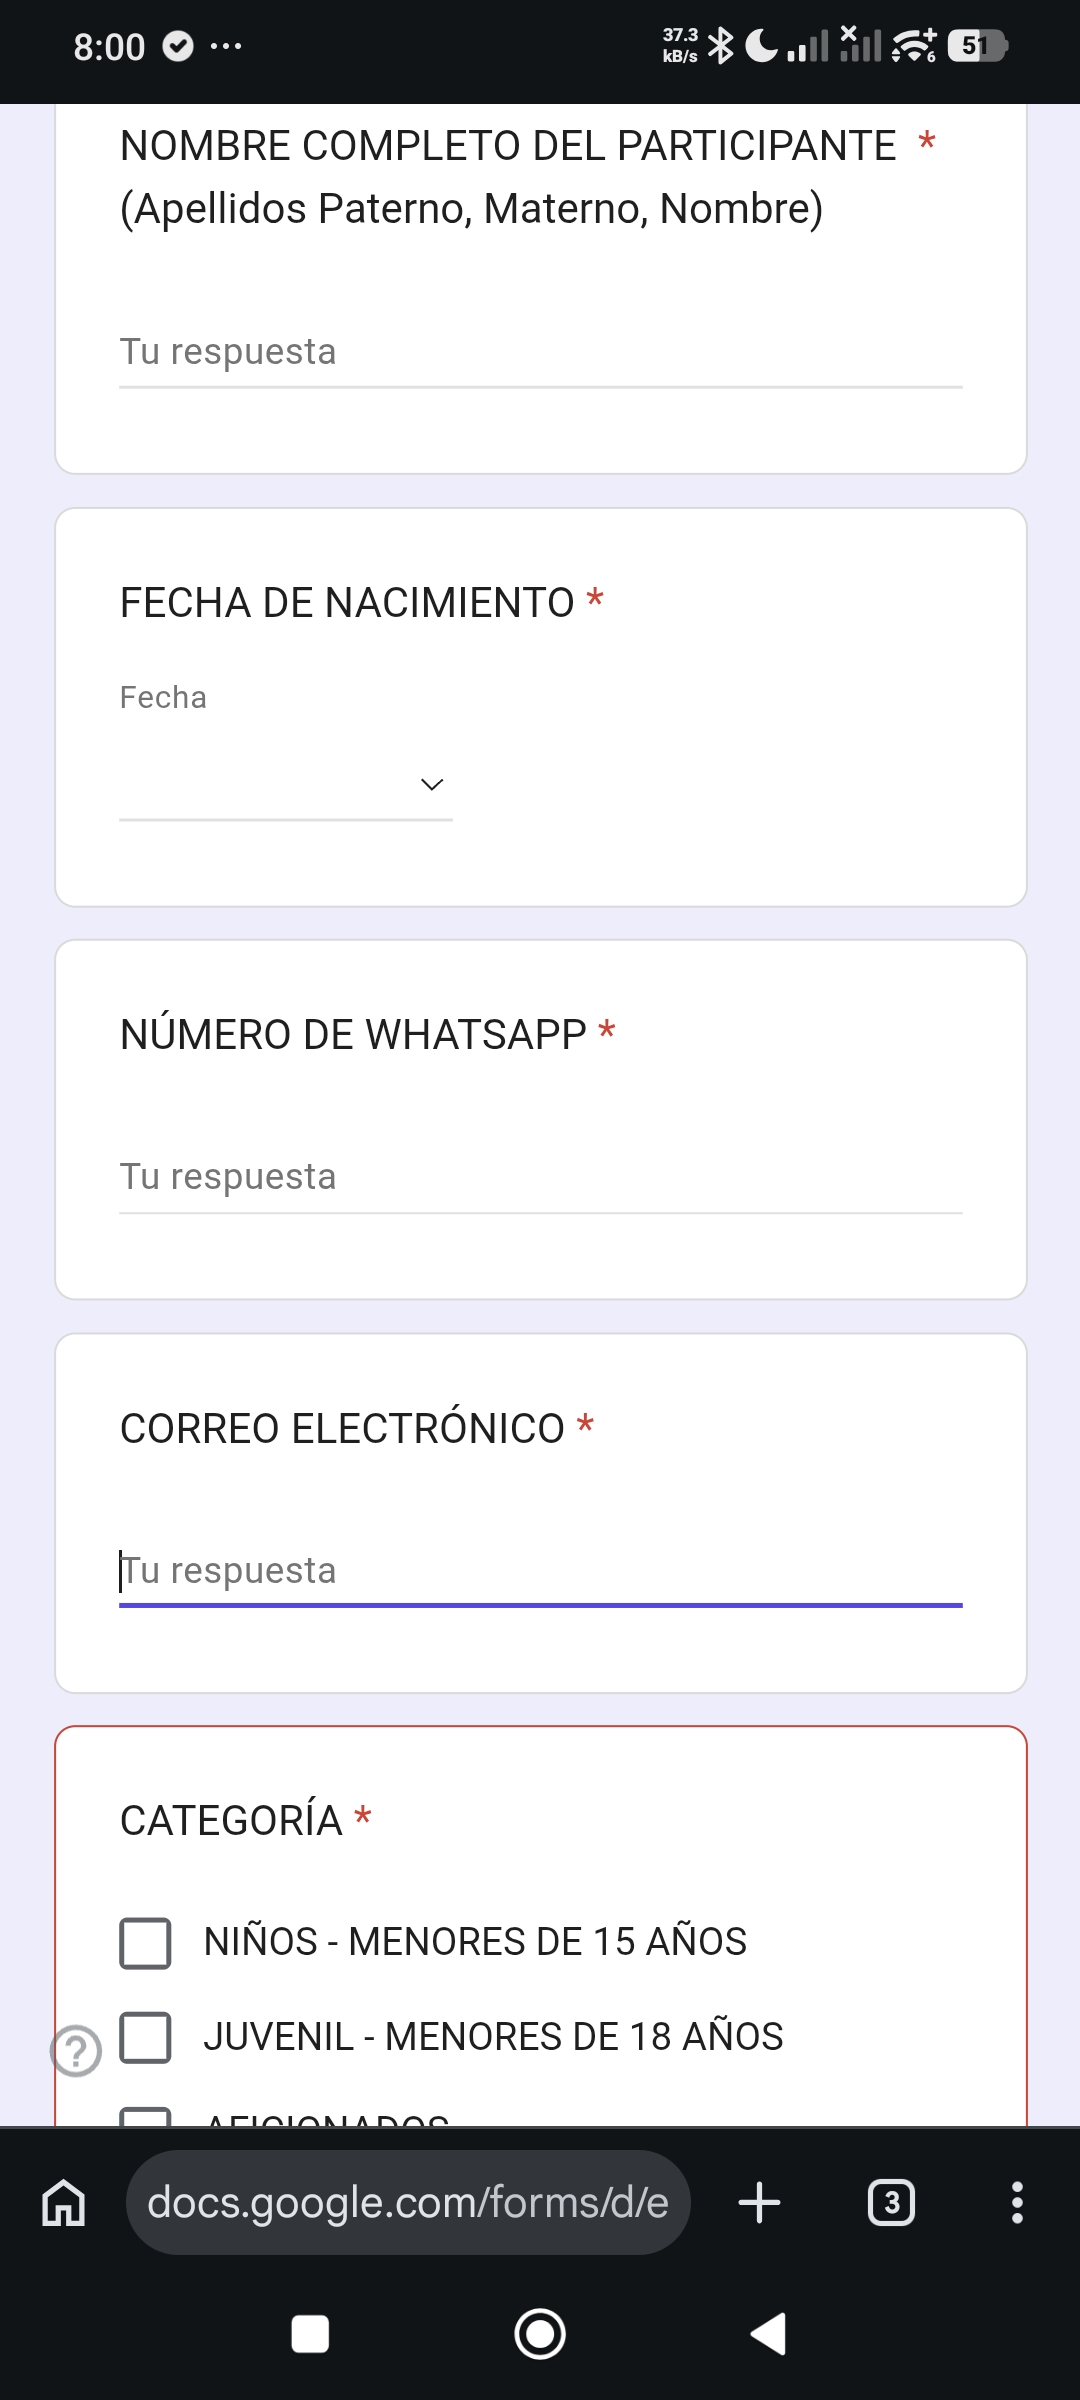 8:00
37.3
kB/s
6
51
NOMBRE COMPLETO DEL PARTICIPANTE *
(Apellidos Paterno, Materno, Nombre)
Tu respuesta
FECHA DE NACIMIENTO *
Fecha
NÚMERO DE WHATSAPP *
Tu respuesta
CORREO ELECTRÓNICO *
Tu respuesta
CATEGORÍA *
NIÑOS - MENORES DE 15 AÑOS
JUVENIL - MENORES DE 18 AÑOS
AFICIONADOS
docs.google.com/forms/d/e
3